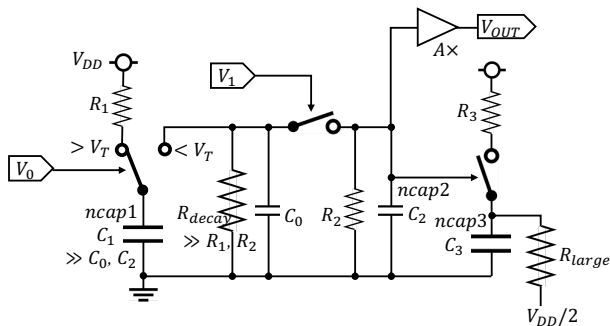 V_OUT
A×
V_DD
V_1
R_1
R_3
> V_T
< V_T
V_0
ncap1
C_1
≫ C_0, C_2
R_decay
≫ R_1, R_2
C_0
R_2
ncap2
C_2
ncap3
C_3
R_large
V_DD/2